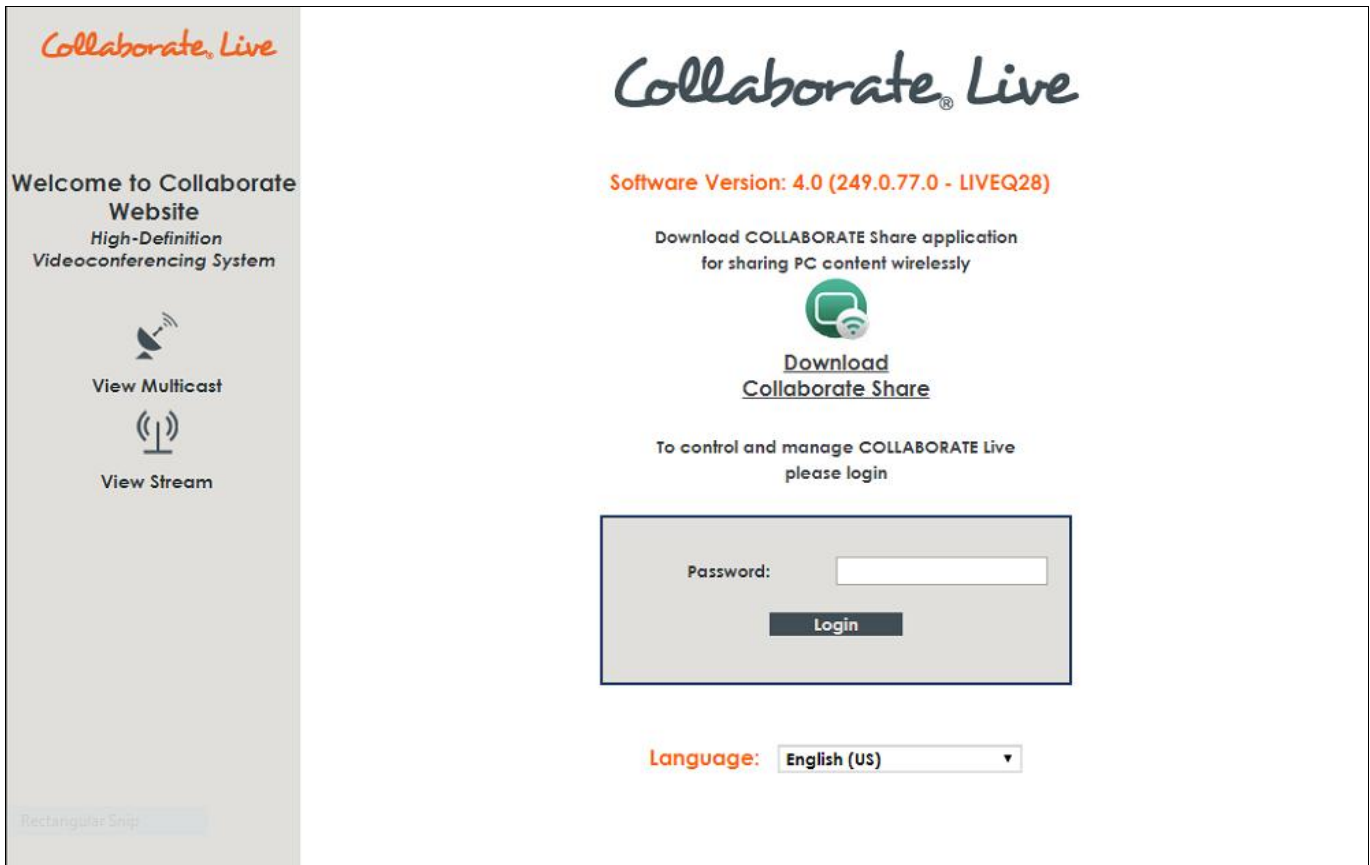 Collaborate® Live
Welcome to Collaborate
Website
High-Definition
Videoconferencing System
View Multicast
View Stream
Rectangular Snip
Collaborate® Live
Software Version: 4.0 (249.0.77.0 - LIVEQ28)
Download COLLABORATE Share application
for sharing PC content wirelessly
Download
Collaborate Share
To control and manage COLLABORATE Live
please login
Password:
Login
Language: English (US)